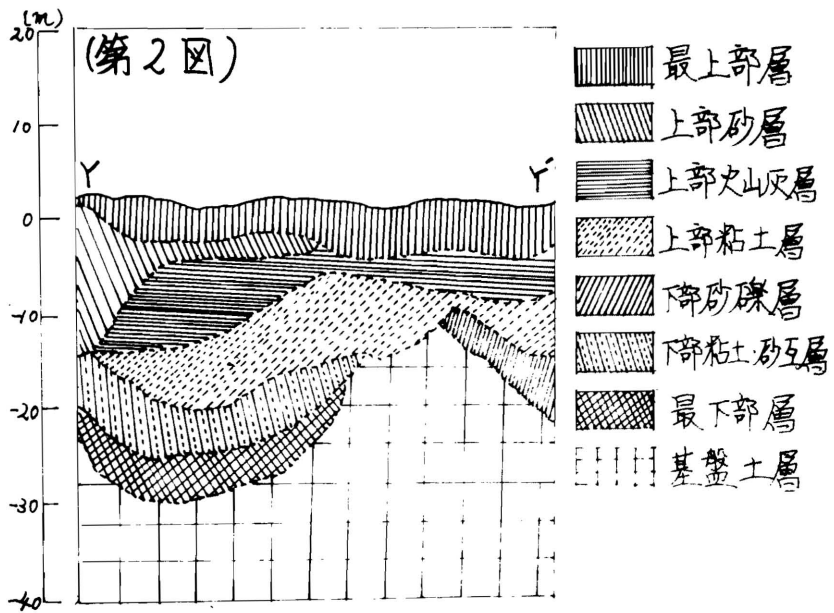 (m)
20
10
0
-10
-20
-30
-40
(第2図)
Y
Y´
最上部層
上部砂層
上部火山灰層
上部粘土層
下部砂礫層
下部粘土・砂互層
最下部層
基盤土層